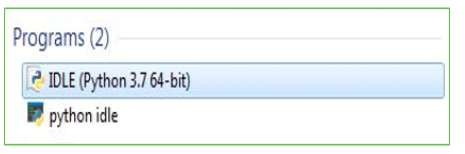 Programs (2)
IDLE (Python 3.7 64-bit)
python idle